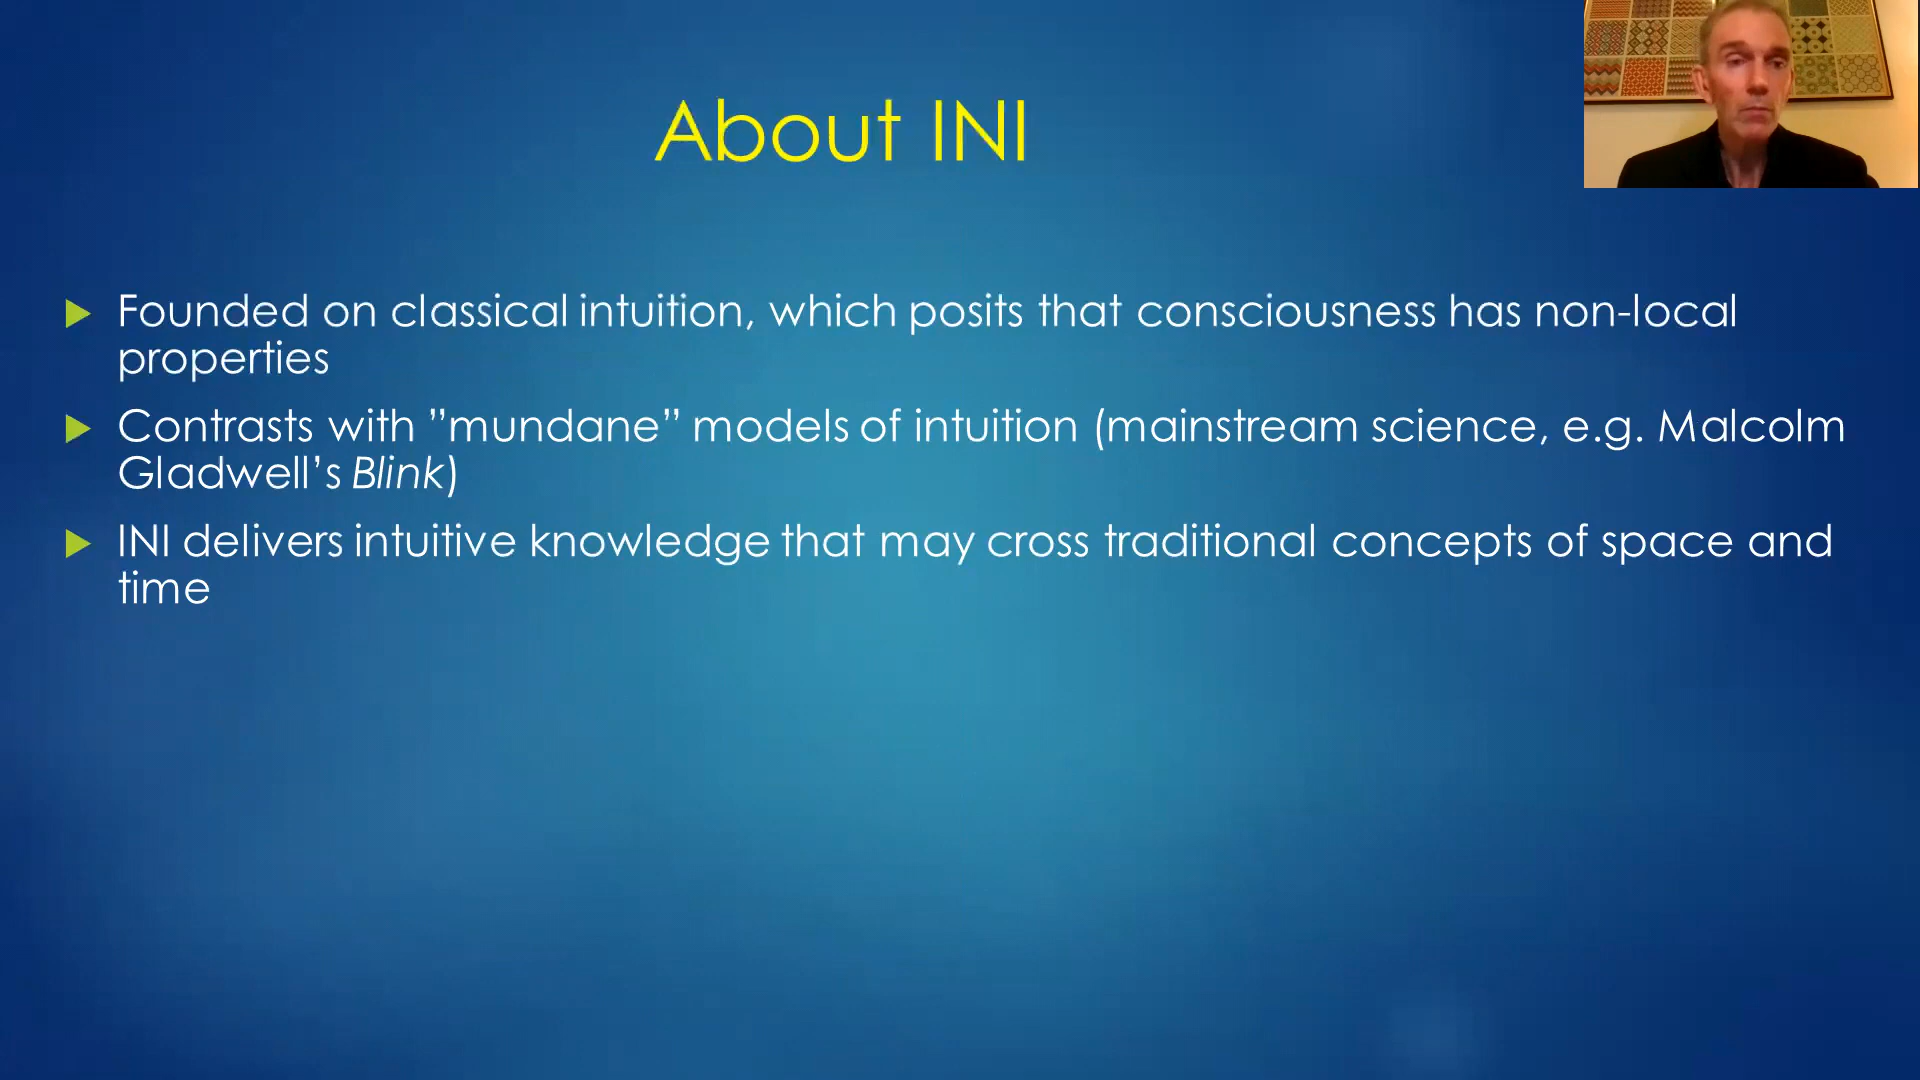 About INI
Founded on classical intuition, which posits that consciousness has non-local
properties
Contrasts with ”mundane” models of intuition (mainstream science, e.g. Malcolm
Gladwell’s Blink)
INI delivers intuitive knowledge that may cross traditional concepts of space and
time